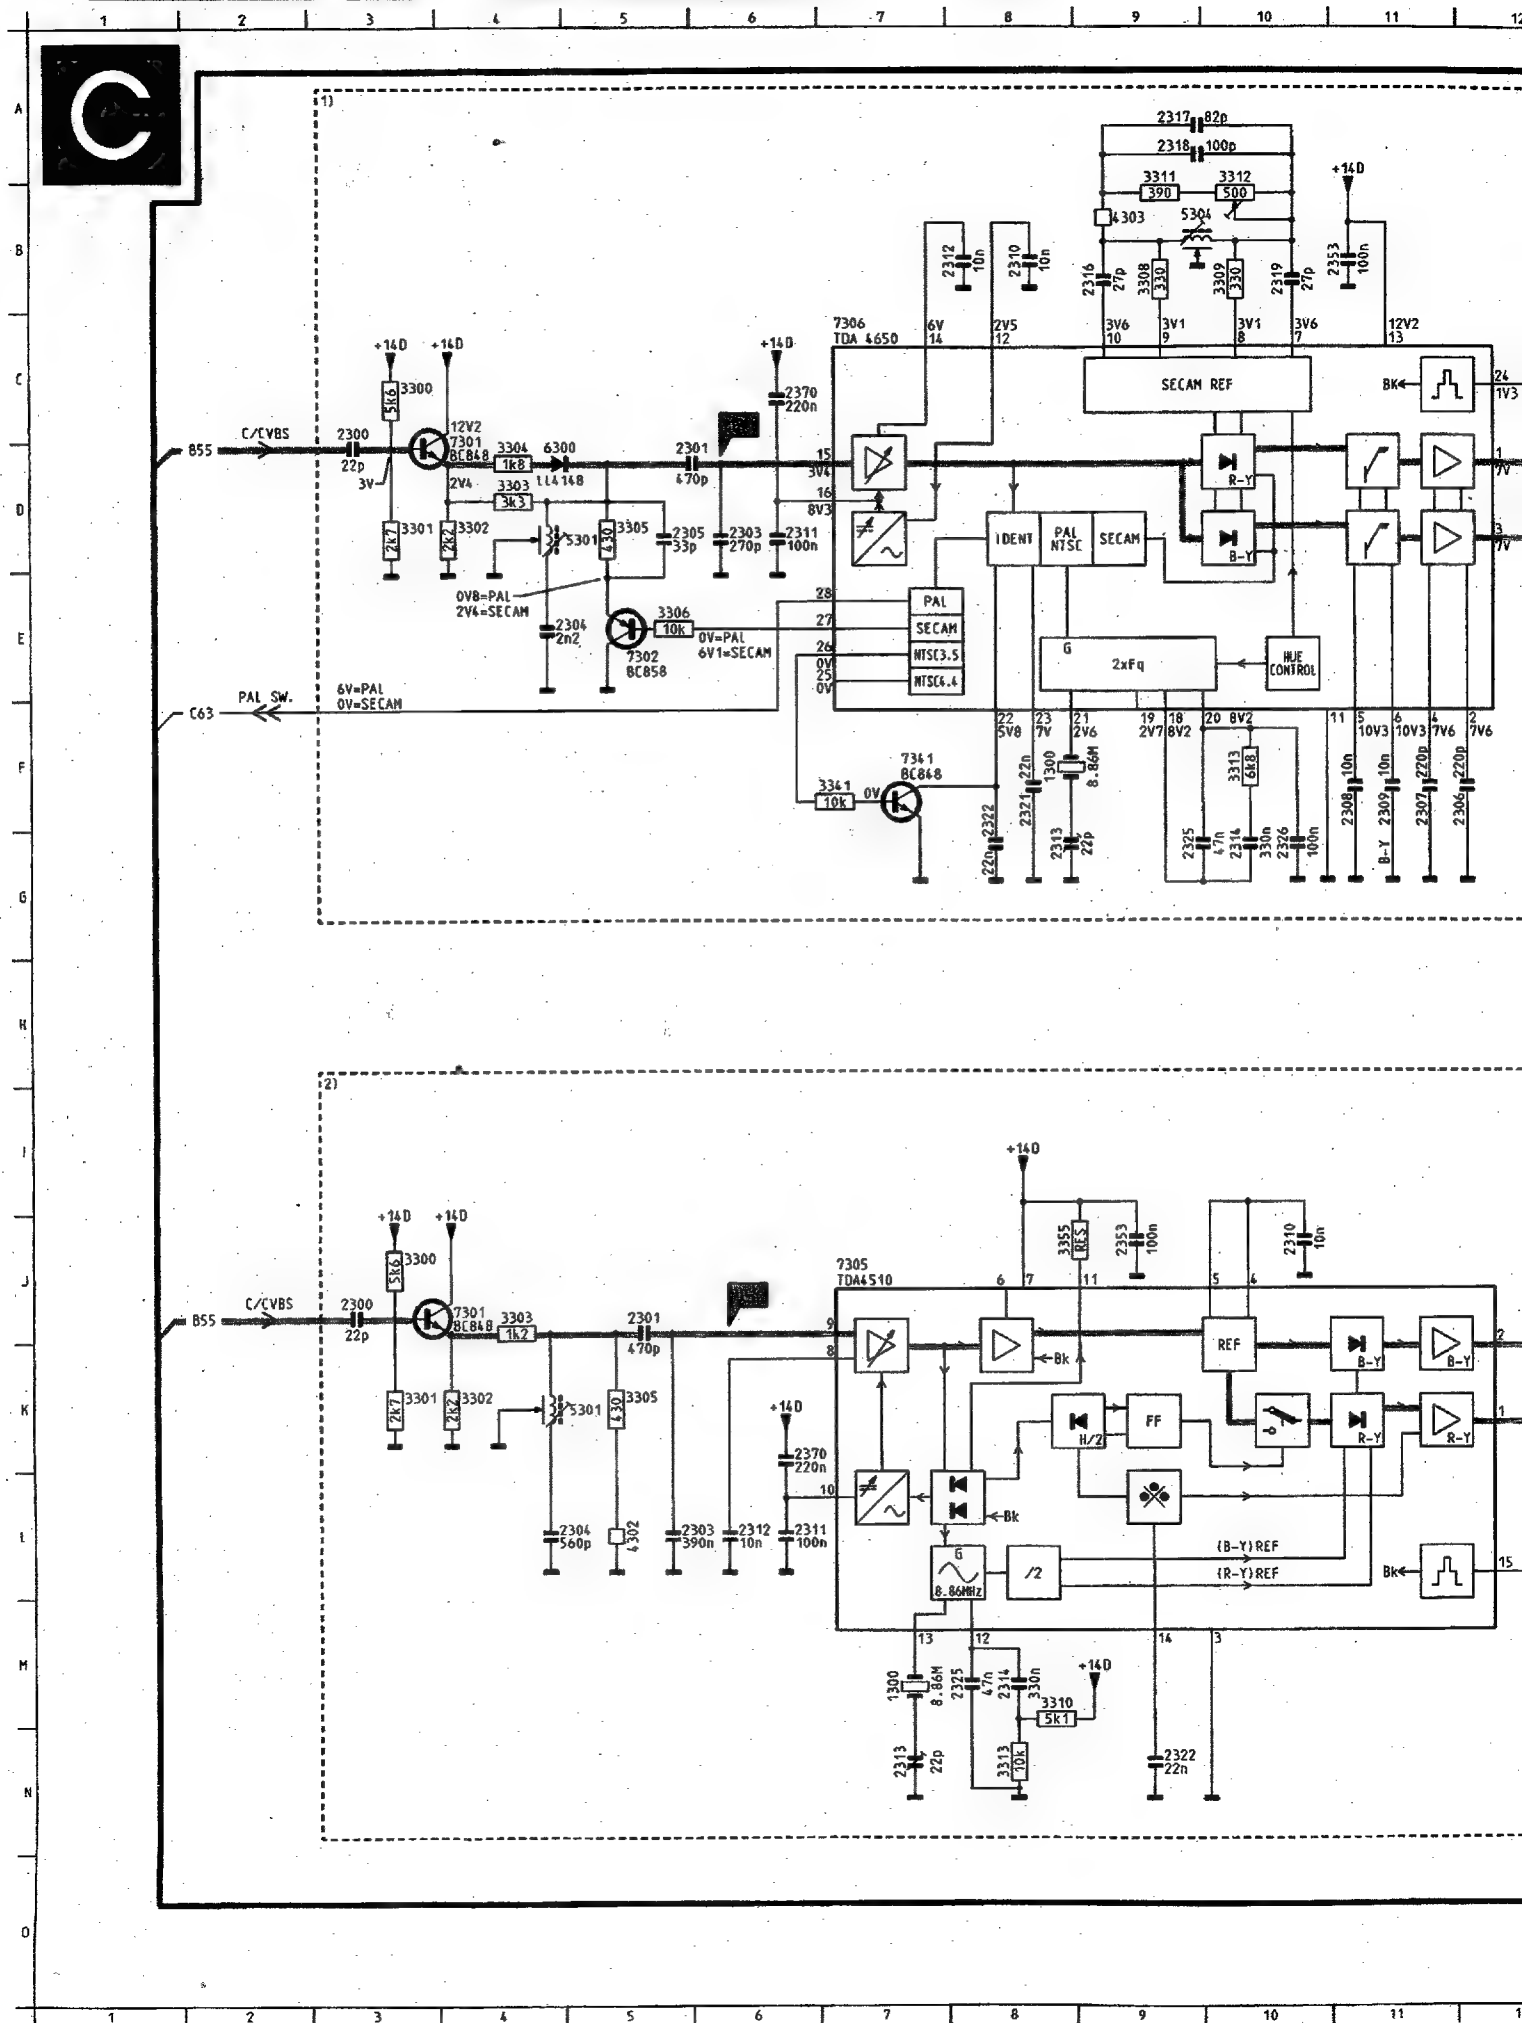 1 2 3 4 5 6 7 8 9 10 11 12
C
A
B
C
D
E
F
G
H
I
J
K
L
M
N
O
1)
2317 82p
2318 100p
3311 3312
390 500
+14D
4303
5304
2312 10n
2310 10n
2316 27p
3308 330
3309 330
2319 27p
2353 100n
7306
TDA 4650
6V
14
2V5
12
3V6
10
3V1
9
3V1
8
3V6
7
12V2
13
+14D +14D
+14D
3300
5k6
2370
220n
SECAM REF
Bk
24
1V3
B55
C/CVBS
2300
22p
3V
12V2
7301
BC848
2V4
3304
1k8
6300
LL4148
2301
470p
15
3V4
16
8V3
R-Y
B-Y
1
7V
3
7V
3303
3k3
3301
2k7
3302
2k2
5301
3305
430
2305
33p
2303
270p
2311
100n
IDENT
PAL
NTSC
SECAM
0V8=PAL
2V4=SECAM
2304
2n2
3306
10k
0V=PAL
6V1=SECAM
7302
BC858
28
27
26
0V
25
0V
PAL
SECAM
NTSC3.5
NTSC4.4
G
2xFq
HUE
CONTROL
C63
PAL SW.
6V=PAL
0V=SECAM
22
5V8
23
7V
21
2V6
19
2V7
18
8V2
20 8V2
11
5
10V3
6
10V3
4
7V6
2
7V6
7341
BC848
3341
10k
0V
2322
22n
2321 22n
1300
8.86M
2313
22p
2325
47n
3313
6k8
2314
330n
2326
100n
2308 10n
B-Y 2309 10n
2307 220p
2306 220p
2)
+14D
+14D +14D
3300
5k6
3355
RES.
2353
100n
2310
10n
7305
TDA4510
6 7 11 5 4
B55
C/CVBS
2300
22p
7301
BC848
3303
1k2
2301
470p
9
8
Bk
REF
B-Y
B-Y
2
3301
2k7
3302
2k2
5301
3305
430
+14D
2370
220n
H/2
FF
R-Y
R-Y
1
10
Bk
2304
560p
4302
2303
390n
2312
10n
2311
100n
G
8.86MHz
/2
(B-Y)REF
(R-Y)REF
Bk
15
13 12 14 3
1300
8.86M
2325
47n
2314
330n
+14D
3310
5k1
2313
22p
3313
10k
2322
22n
1 2 3 4 5 6 7 8 9 10 11 1